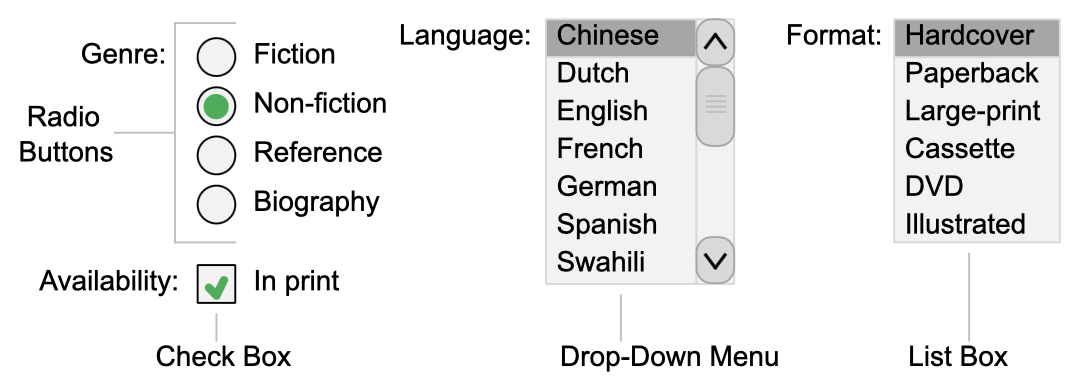 Genre:
Fiction
Non-fiction
Reference
Biography
Radio
Buttons
Availability:
In print
Check Box
Language:
Chinese
Dutch
English
French
German
Spanish
Swahili
Drop-Down Menu
Format:
Hardcover
Paperback
Large-print
Cassette
DVD
Illustrated
List Box